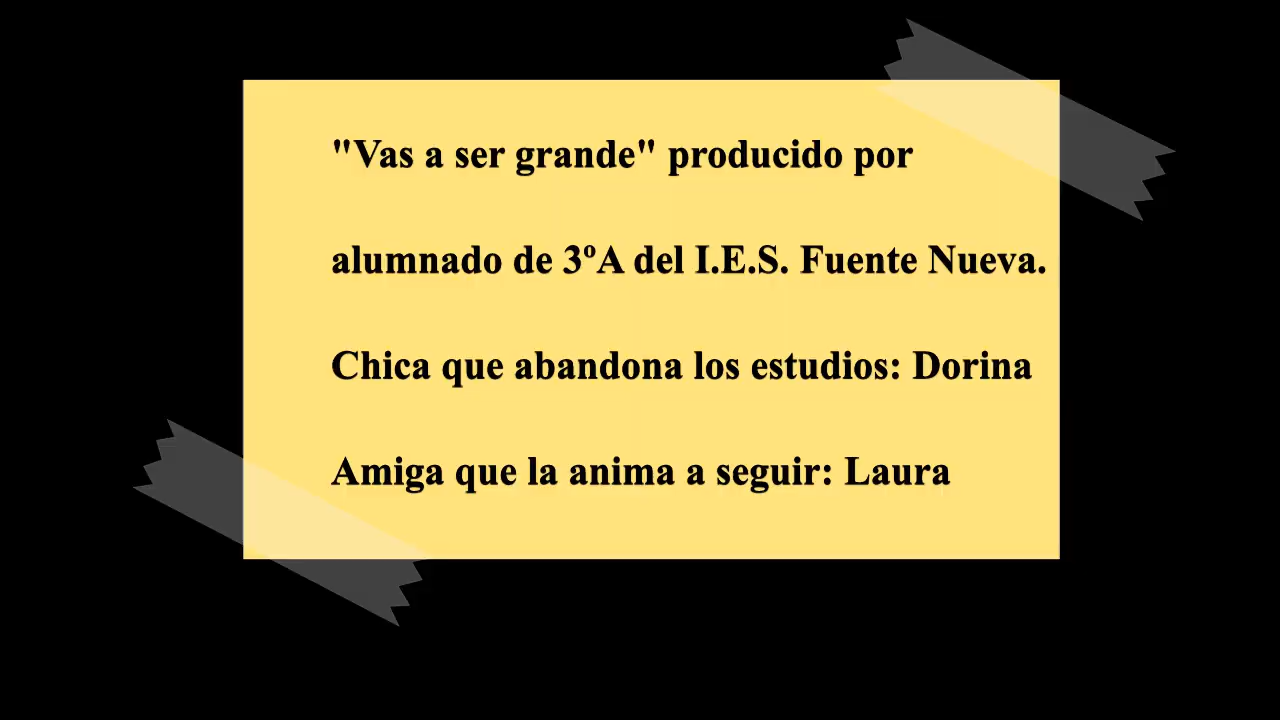 "Vas a ser grande" producido por
alumnado de 3ºA del I.E.S. Fuente Nueva.
Chica que abandona los estudios: Dorina
Amiga que la anima a seguir: Laura